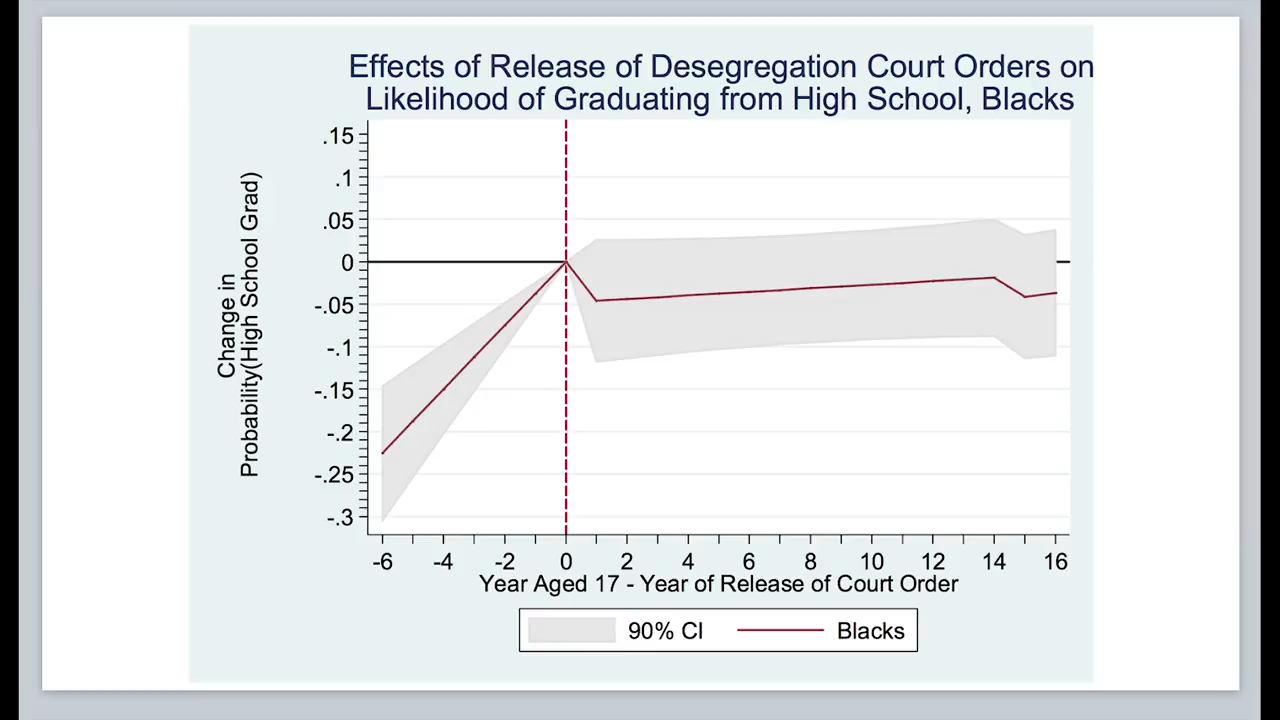 Effects of Release of Desegregation Court Orders on
Likelihood of Graduating from High School, Blacks
Change in
Probability(High School Grad)
.15
.1
.05
0
-.05
-.1
-.15
-.2
-.25
-.3
-6 -4 -2 0 2 4 6 8 10 12 14 16
Year Aged 17 - Year of Release of Court Order
90% CI Blacks